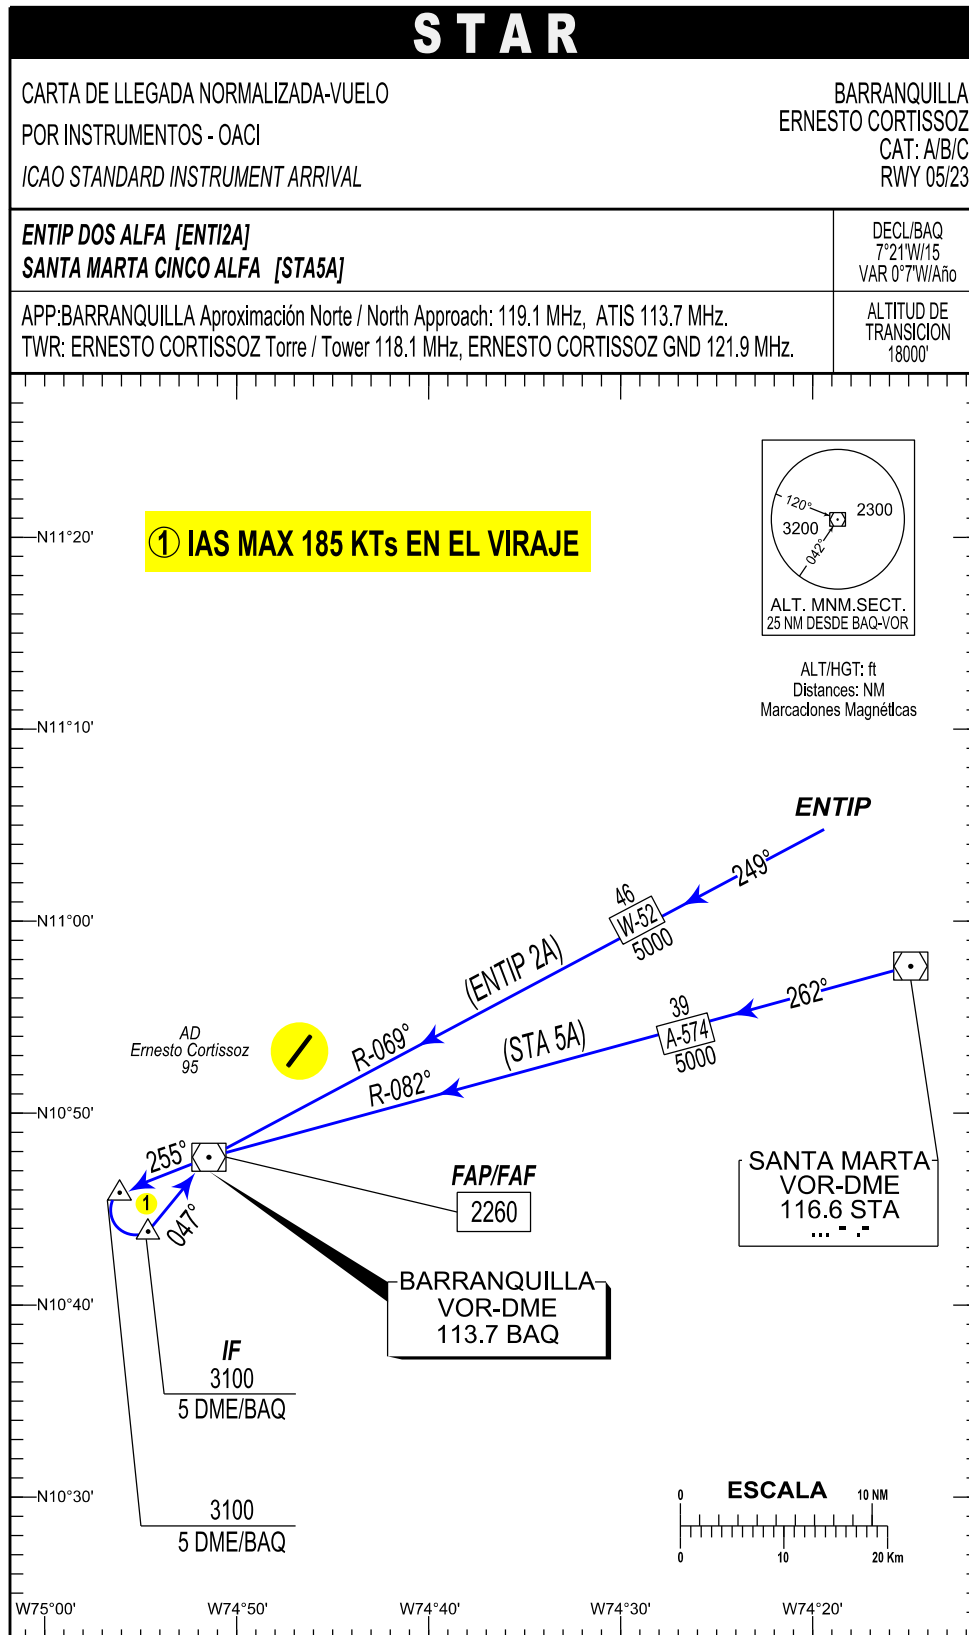 STAR
CARTA DE LLEGADA NORMALIZADA-VUELO
POR INSTRUMENTOS - OACI
ICAO STANDARD INSTRUMENT ARRIVAL
BARRANQUILLA
ERNESTO CORTISSOZ
CAT: A/B/C
RWY 05/23
ENTIP DOS ALFA [ENTI2A]
SANTA MARTA CINCO ALFA [STA5A]
DECL/BAQ
7°21'W/15
VAR 0°7'W/Año
APP:BARRANQUILLA Aproximación Norte / North Approach: 119.1 MHz, ATIS 113.7 MHz.
TWR: ERNESTO CORTISSOZ Torre / Tower 118.1 MHz, ERNESTO CORTISSOZ GND 121.9 MHz.
ALTITUD DE
TRANSICION
18000'
N11°20'
① IAS MAX 185 KTs EN EL VIRAJE
120°
2300
3200
042°
ALT. MNM.SECT.
25 NM DESDE BAQ-VOR
ALT/HGT: ft
Distances: NM
Marcaciones Magnéticas
N11°10'
ENTIP
249°
46
W-52
5000
N11°00'
(ENTIP 2A)
262°
39
A-574
5000
(STA 5A)
R-069°
R-082°
AD
Ernesto Cortissoz
95
N10°50'
255°
1
047°
FAP/FAF
2260
SANTA MARTA
VOR-DME
116.6 STA
BARRANQUILLA
VOR-DME
113.7 BAQ
N10°40'
IF
3100
5 DME/BAQ
N10°30'
3100
5 DME/BAQ
ESCALA
0
10 NM
0
10
20 Km
W75°00'
W74°50'
W74°40'
W74°30'
W74°20'